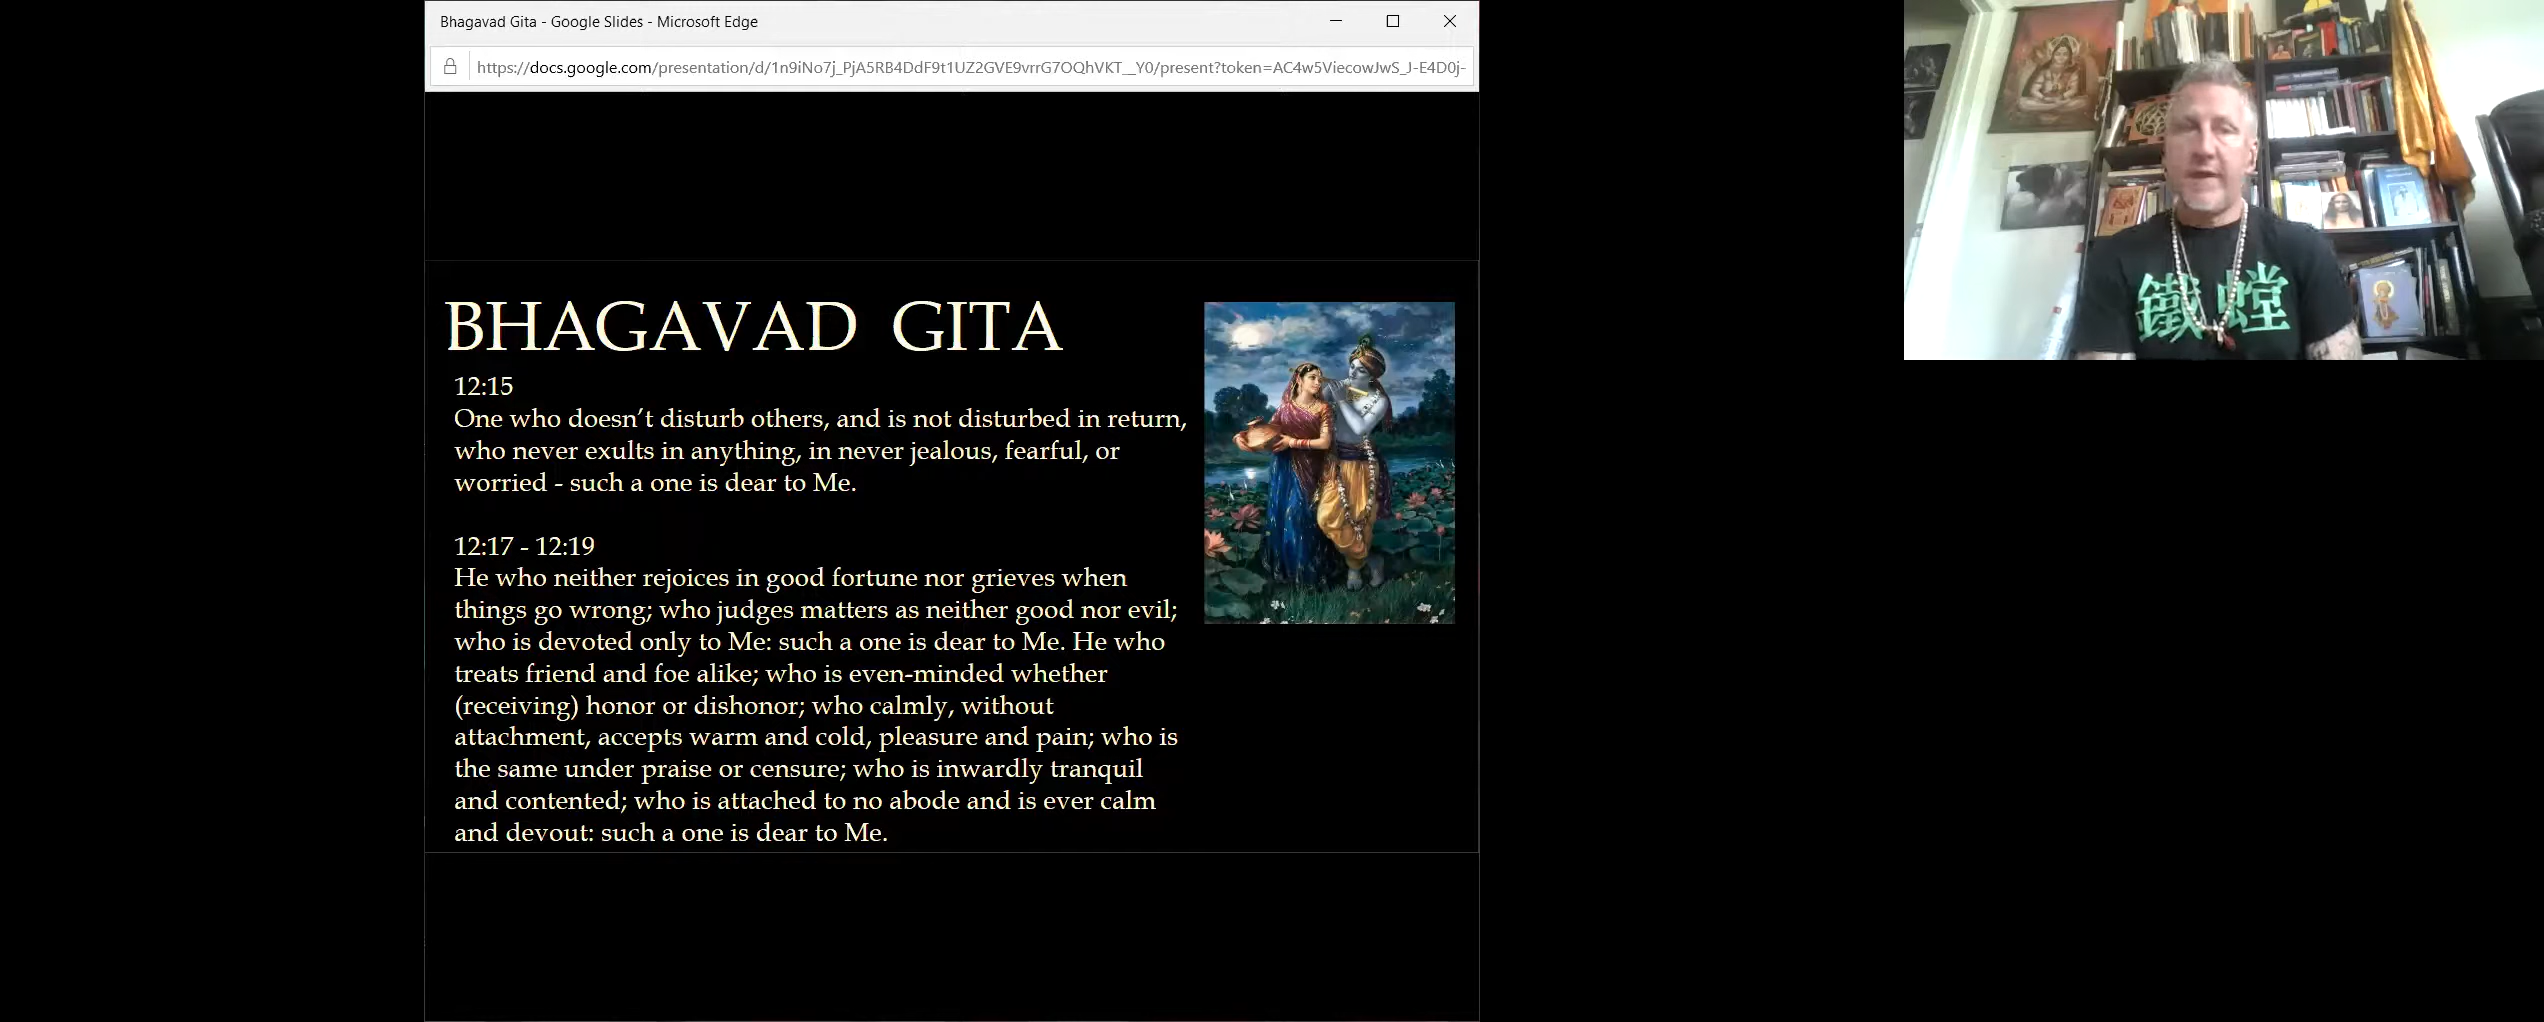 Bhagavad Gita - Google Slides - Microsoft Edge
https://docs.google.com/presentation/d/1n9iNo7j_PjA5RB4DdF9t1UZ2GVE9vrrG7OQhVKT__Y0/present?token=AC4w5ViecowJwS_J-E4D0j-
BHAGAVAD GITA
12:15
One who doesn’t disturb others, and is not disturbed in return,
who never exults in anything, in never jealous, fearful, or
worried - such a one is dear to Me.
12:17 - 12:19
He who neither rejoices in good fortune nor grieves when
things go wrong; who judges matters as neither good nor evil;
who is devoted only to Me: such a one is dear to Me. He who
treats friend and foe alike; who is even-minded whether
(receiving) honor or dishonor; who calmly, without
attachment, accepts warm and cold, pleasure and pain; who is
the same under praise or censure; who is inwardly tranquil
and contented; who is attached to no abode and is ever calm
and devout: such a one is dear to Me.
鐵 螳